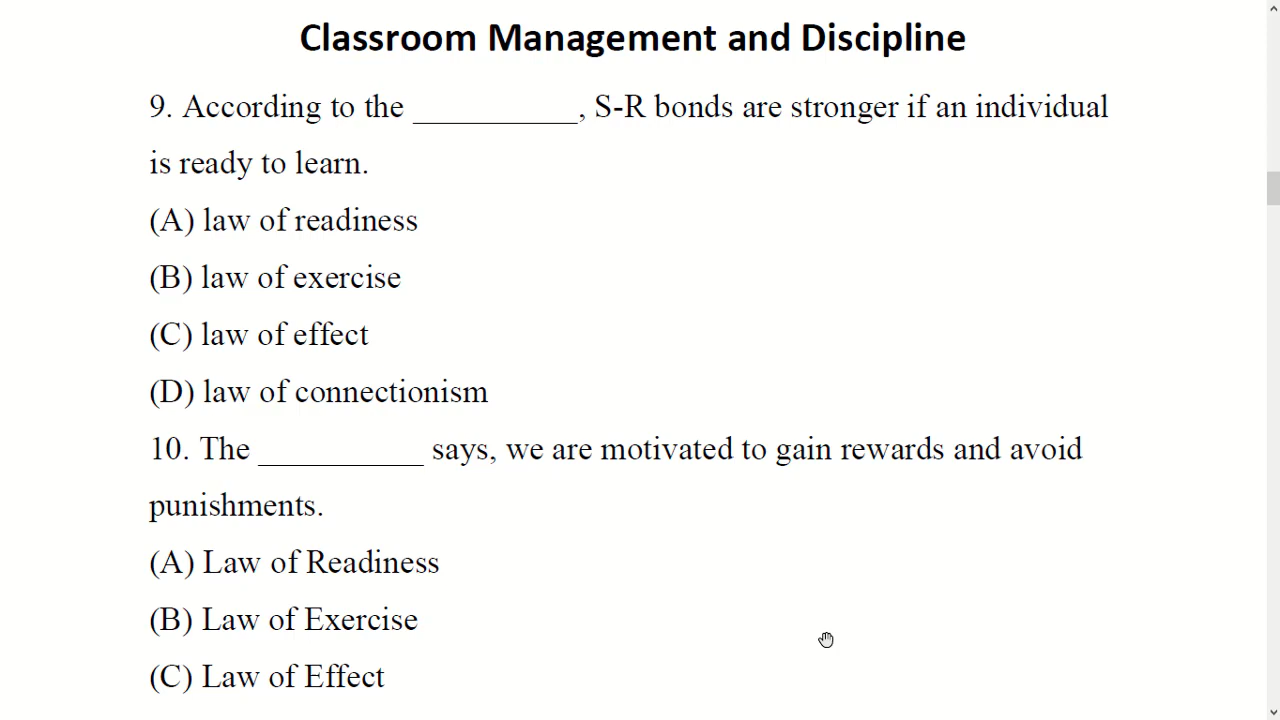 Classroom Management and Discipline
9. According to the __________, S-R bonds are stronger if an individual
is ready to learn.
(A) law of readiness
(B) law of exercise
(C) law of effect
(D) law of connectionism
10. The __________ says, we are motivated to gain rewards and avoid
punishments.
(A) Law of Readiness
(B) Law of Exercise
(C) Law of Effect